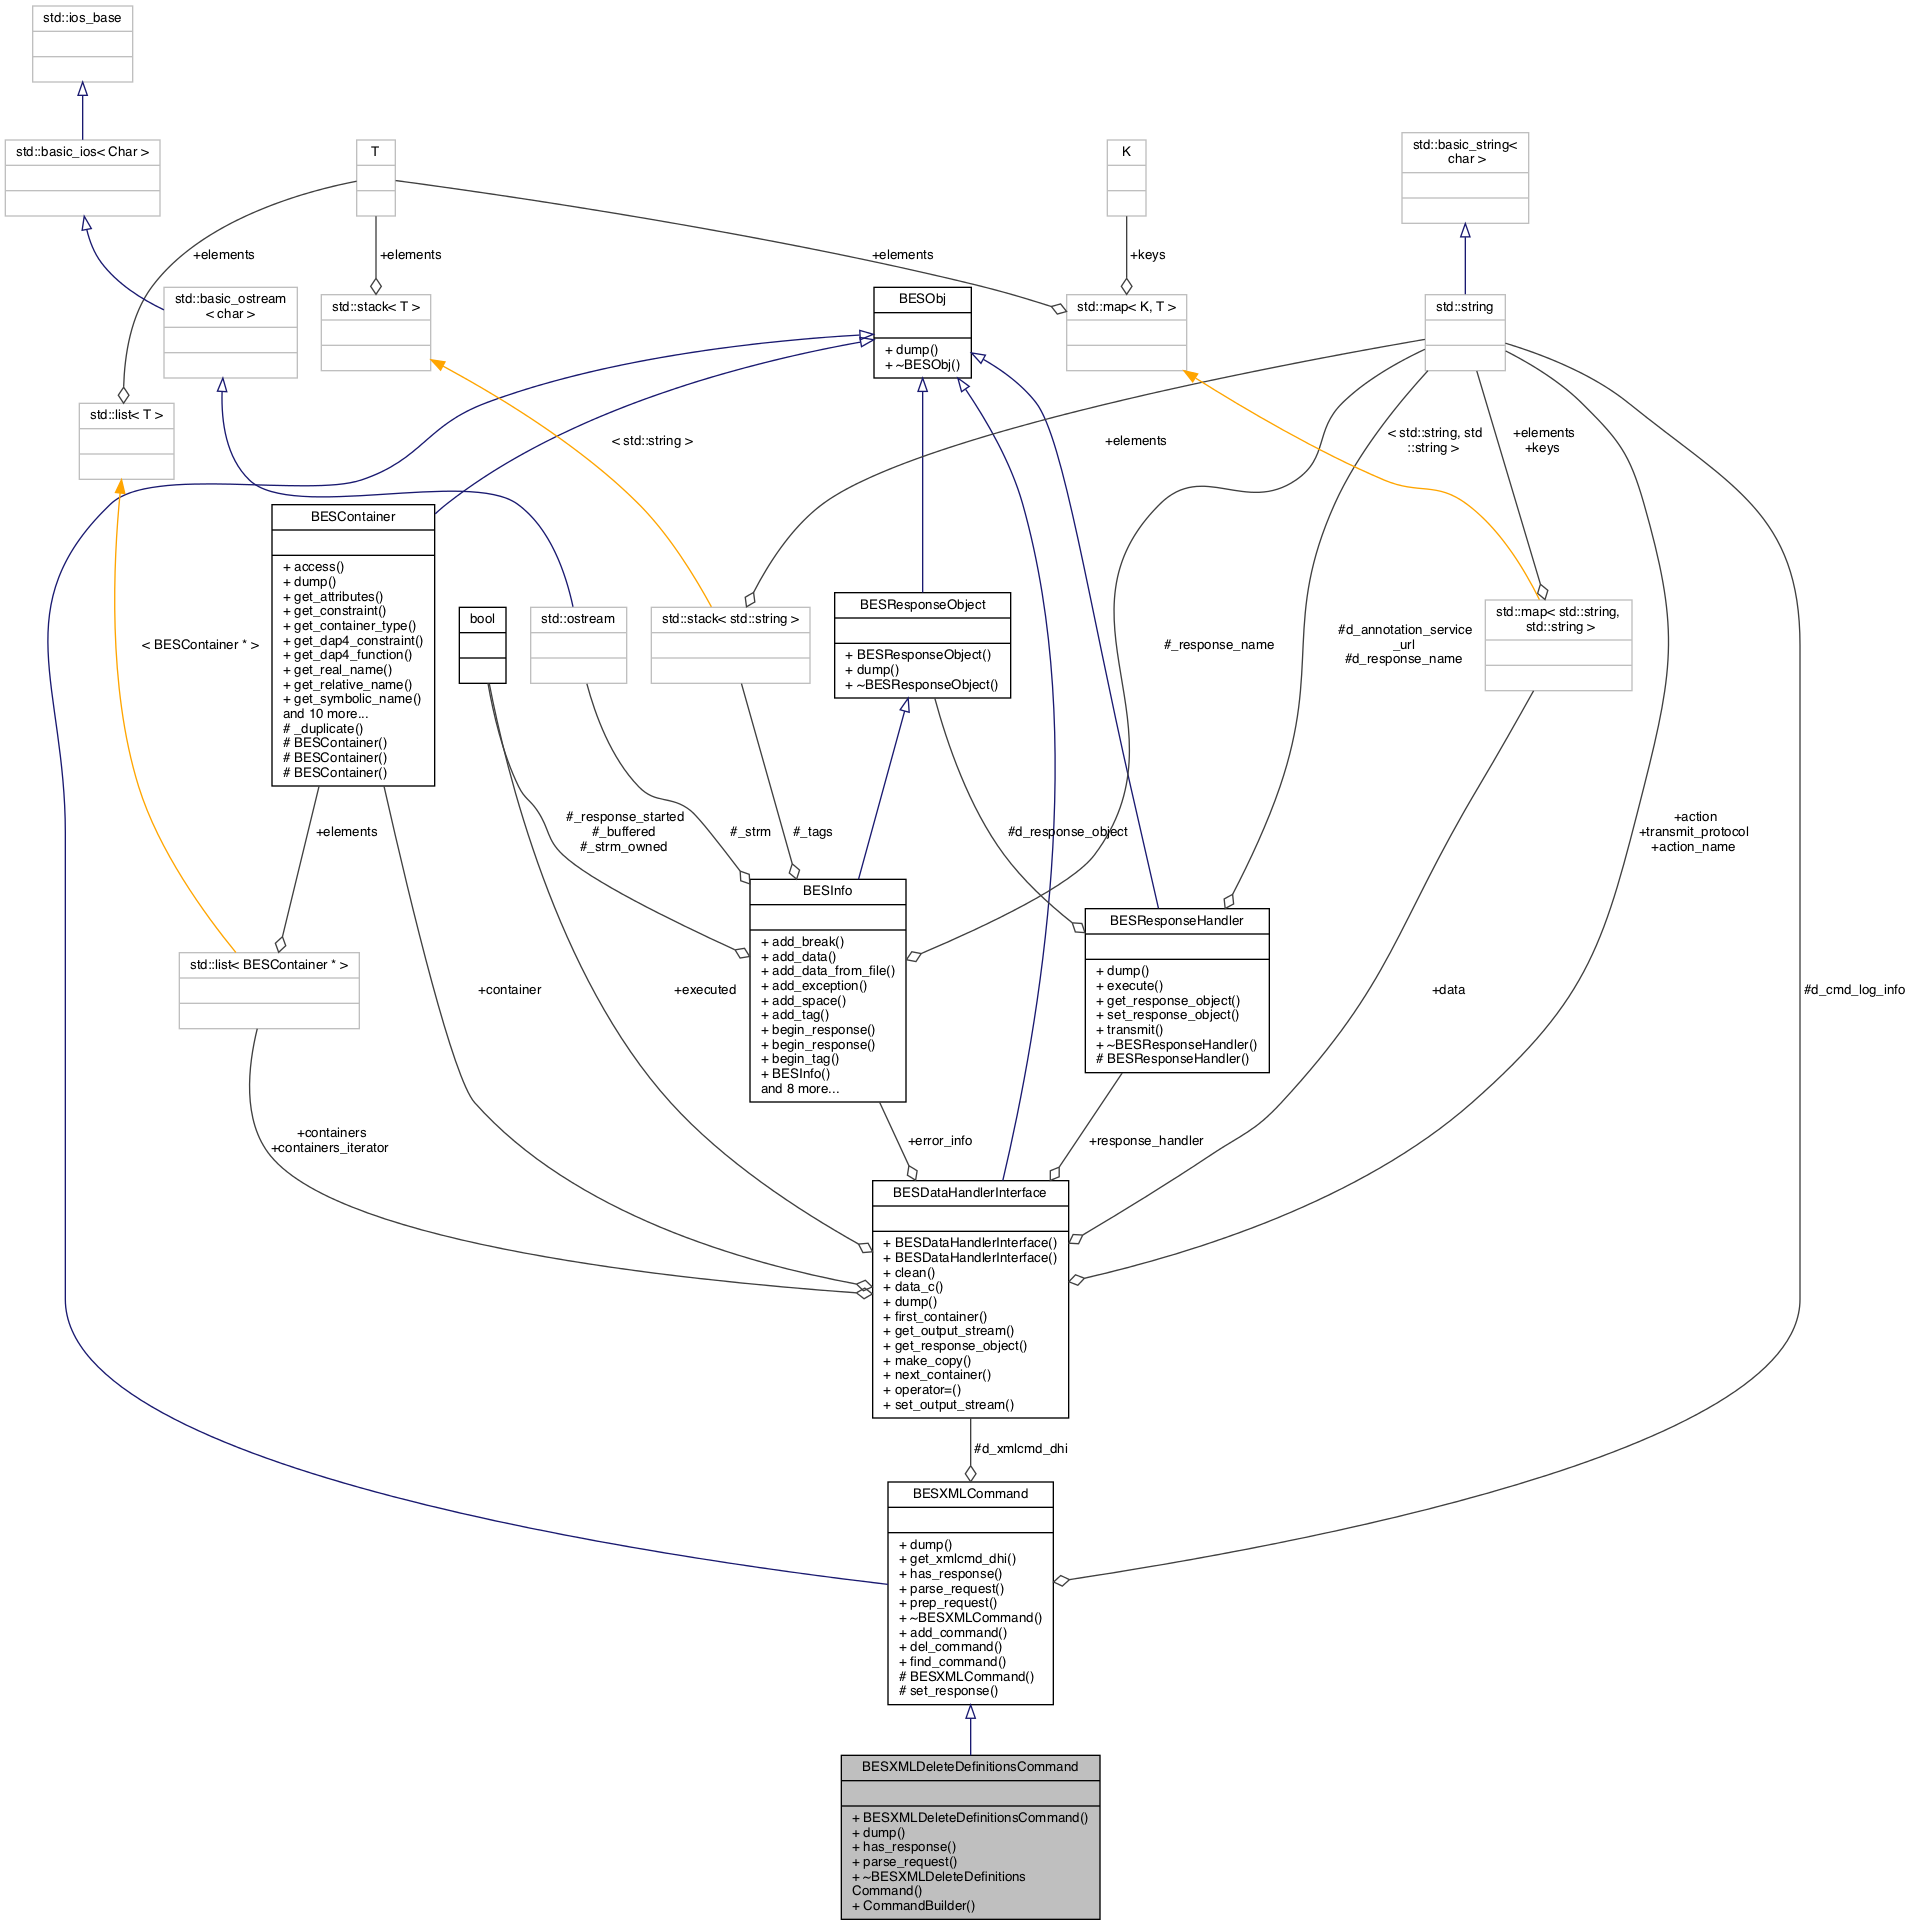 std::ios_base
std::basic_ios< Char >
T
K
std::basic_string<
char >
+elements
+elements
+elements
+keys
std::basic_ostream
< char >
std::stack< T >
BESObj
+ dump()
+ ~BESObj()
std::map< K, T >
std::string
std::list< T >
< std::string >
+elements
< std::string, std
::string >
+elements
+keys
BESContainer
+ access()
+ dump()
+ get_attributes()
+ get_constraint()
+ get_container_type()
+ get_dap4_constraint()
+ get_dap4_function()
+ get_real_name()
+ get_relative_name()
+ get_symbolic_name()
and 10 more...
# _duplicate()
# BESContainer()
# BESContainer()
# BESContainer()
< BESContainer * >
bool
std::ostream
std::stack< std::string >
BESResponseObject
+ BESResponseObject()
+ dump()
+ ~BESResponseObject()
#_response_name
#d_annotation_service
_url
#d_response_name
std::map< std::string,
std::string >
+elements
#_response_started
#_buffered
#_strm_owned
#_strm
#_tags
#d_response_object
+action
+transmit_protocol
+action_name
BESInfo
+ add_break()
+ add_data()
+ add_data_from_file()
+ add_exception()
+ add_space()
+ add_tag()
+ begin_response()
+ begin_response()
+ begin_tag()
+ BESInfo()
and 8 more...
BESResponseHandler
+ dump()
+ execute()
+ get_response_object()
+ set_response_object()
+ transmit()
+ ~BESResponseHandler()
# BESResponseHandler()
std::list< BESContainer * >
+container
+executed
+data
#d_cmd_log_info
+containers
+containers_iterator
+error_info
+response_handler
BESDataHandlerInterface
+ BESDataHandlerInterface()
+ BESDataHandlerInterface()
+ clean()
+ data_c()
+ dump()
+ first_container()
+ get_output_stream()
+ get_response_object()
+ make_copy()
+ next_container()
+ operator=()
+ set_output_stream()
#d_xmlcmd_dhi
BESXMLCommand
+ dump()
+ get_xmlcmd_dhi()
+ has_response()
+ parse_request()
+ prep_request()
+ ~BESXMLCommand()
+ add_command()
+ del_command()
+ find_command()
# BESXMLCommand()
# set_response()
BESXMLDeleteDefinitionsCommand
+ BESXMLDeleteDefinitionsCommand()
+ dump()
+ has_response()
+ parse_request()
+ ~BESXMLDeleteDefinitions
Command()
+ CommandBuilder()